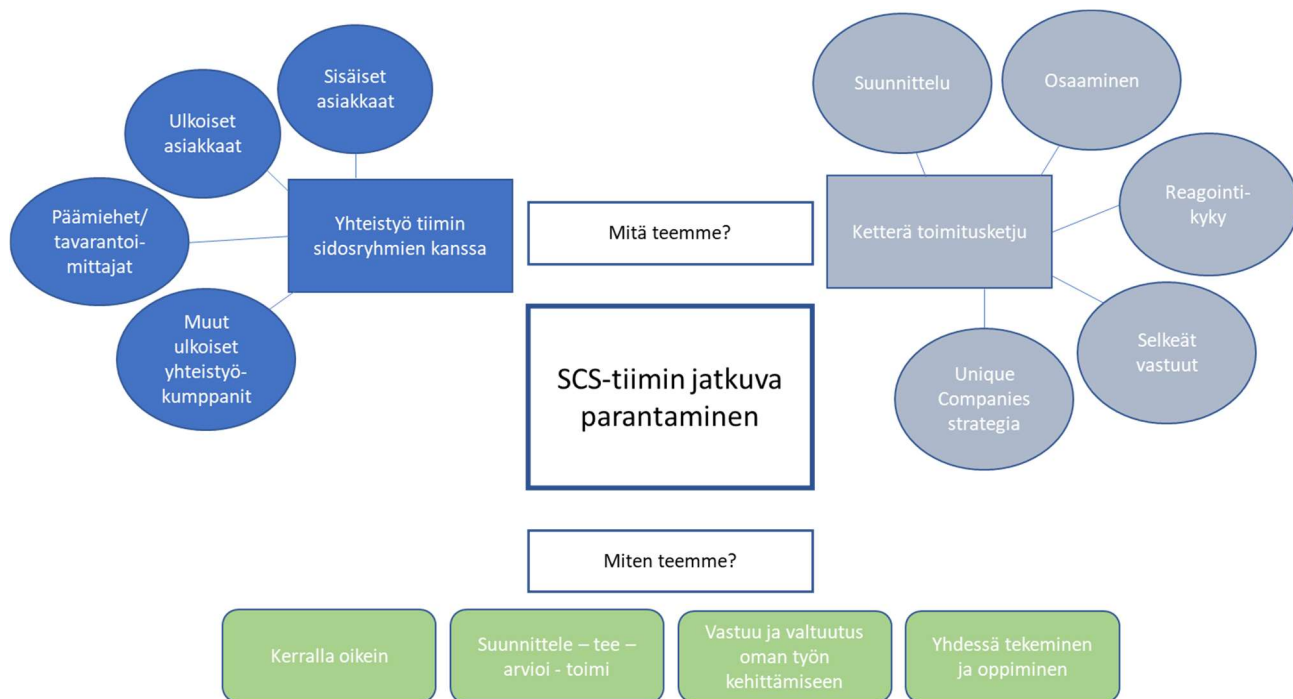 Sisäiset
asiakkaat
Ulkoiset
asiakkaat
Päämiehet/
tavarantoi-
mittajat
Muut
ulkoiset
yhteistyö-
kumppanit
Yhteistyö tiimin
sidosryhmien kanssa
Mitä teemme?
SCS-tiimin jatkuva
parantaminen
Suunnittelu
Osaaminen
Reagointi-
kyky
Ketterä toimitusketju
Selkeät
vastuut
Unique
Companies
strategia
Miten teemme?
Kerralla oikein
Suunnittele – tee –
arvioi - toimi
Vastuu ja valtuutus
oman työn
kehittämiseen
Yhdessä tekeminen
ja oppiminen